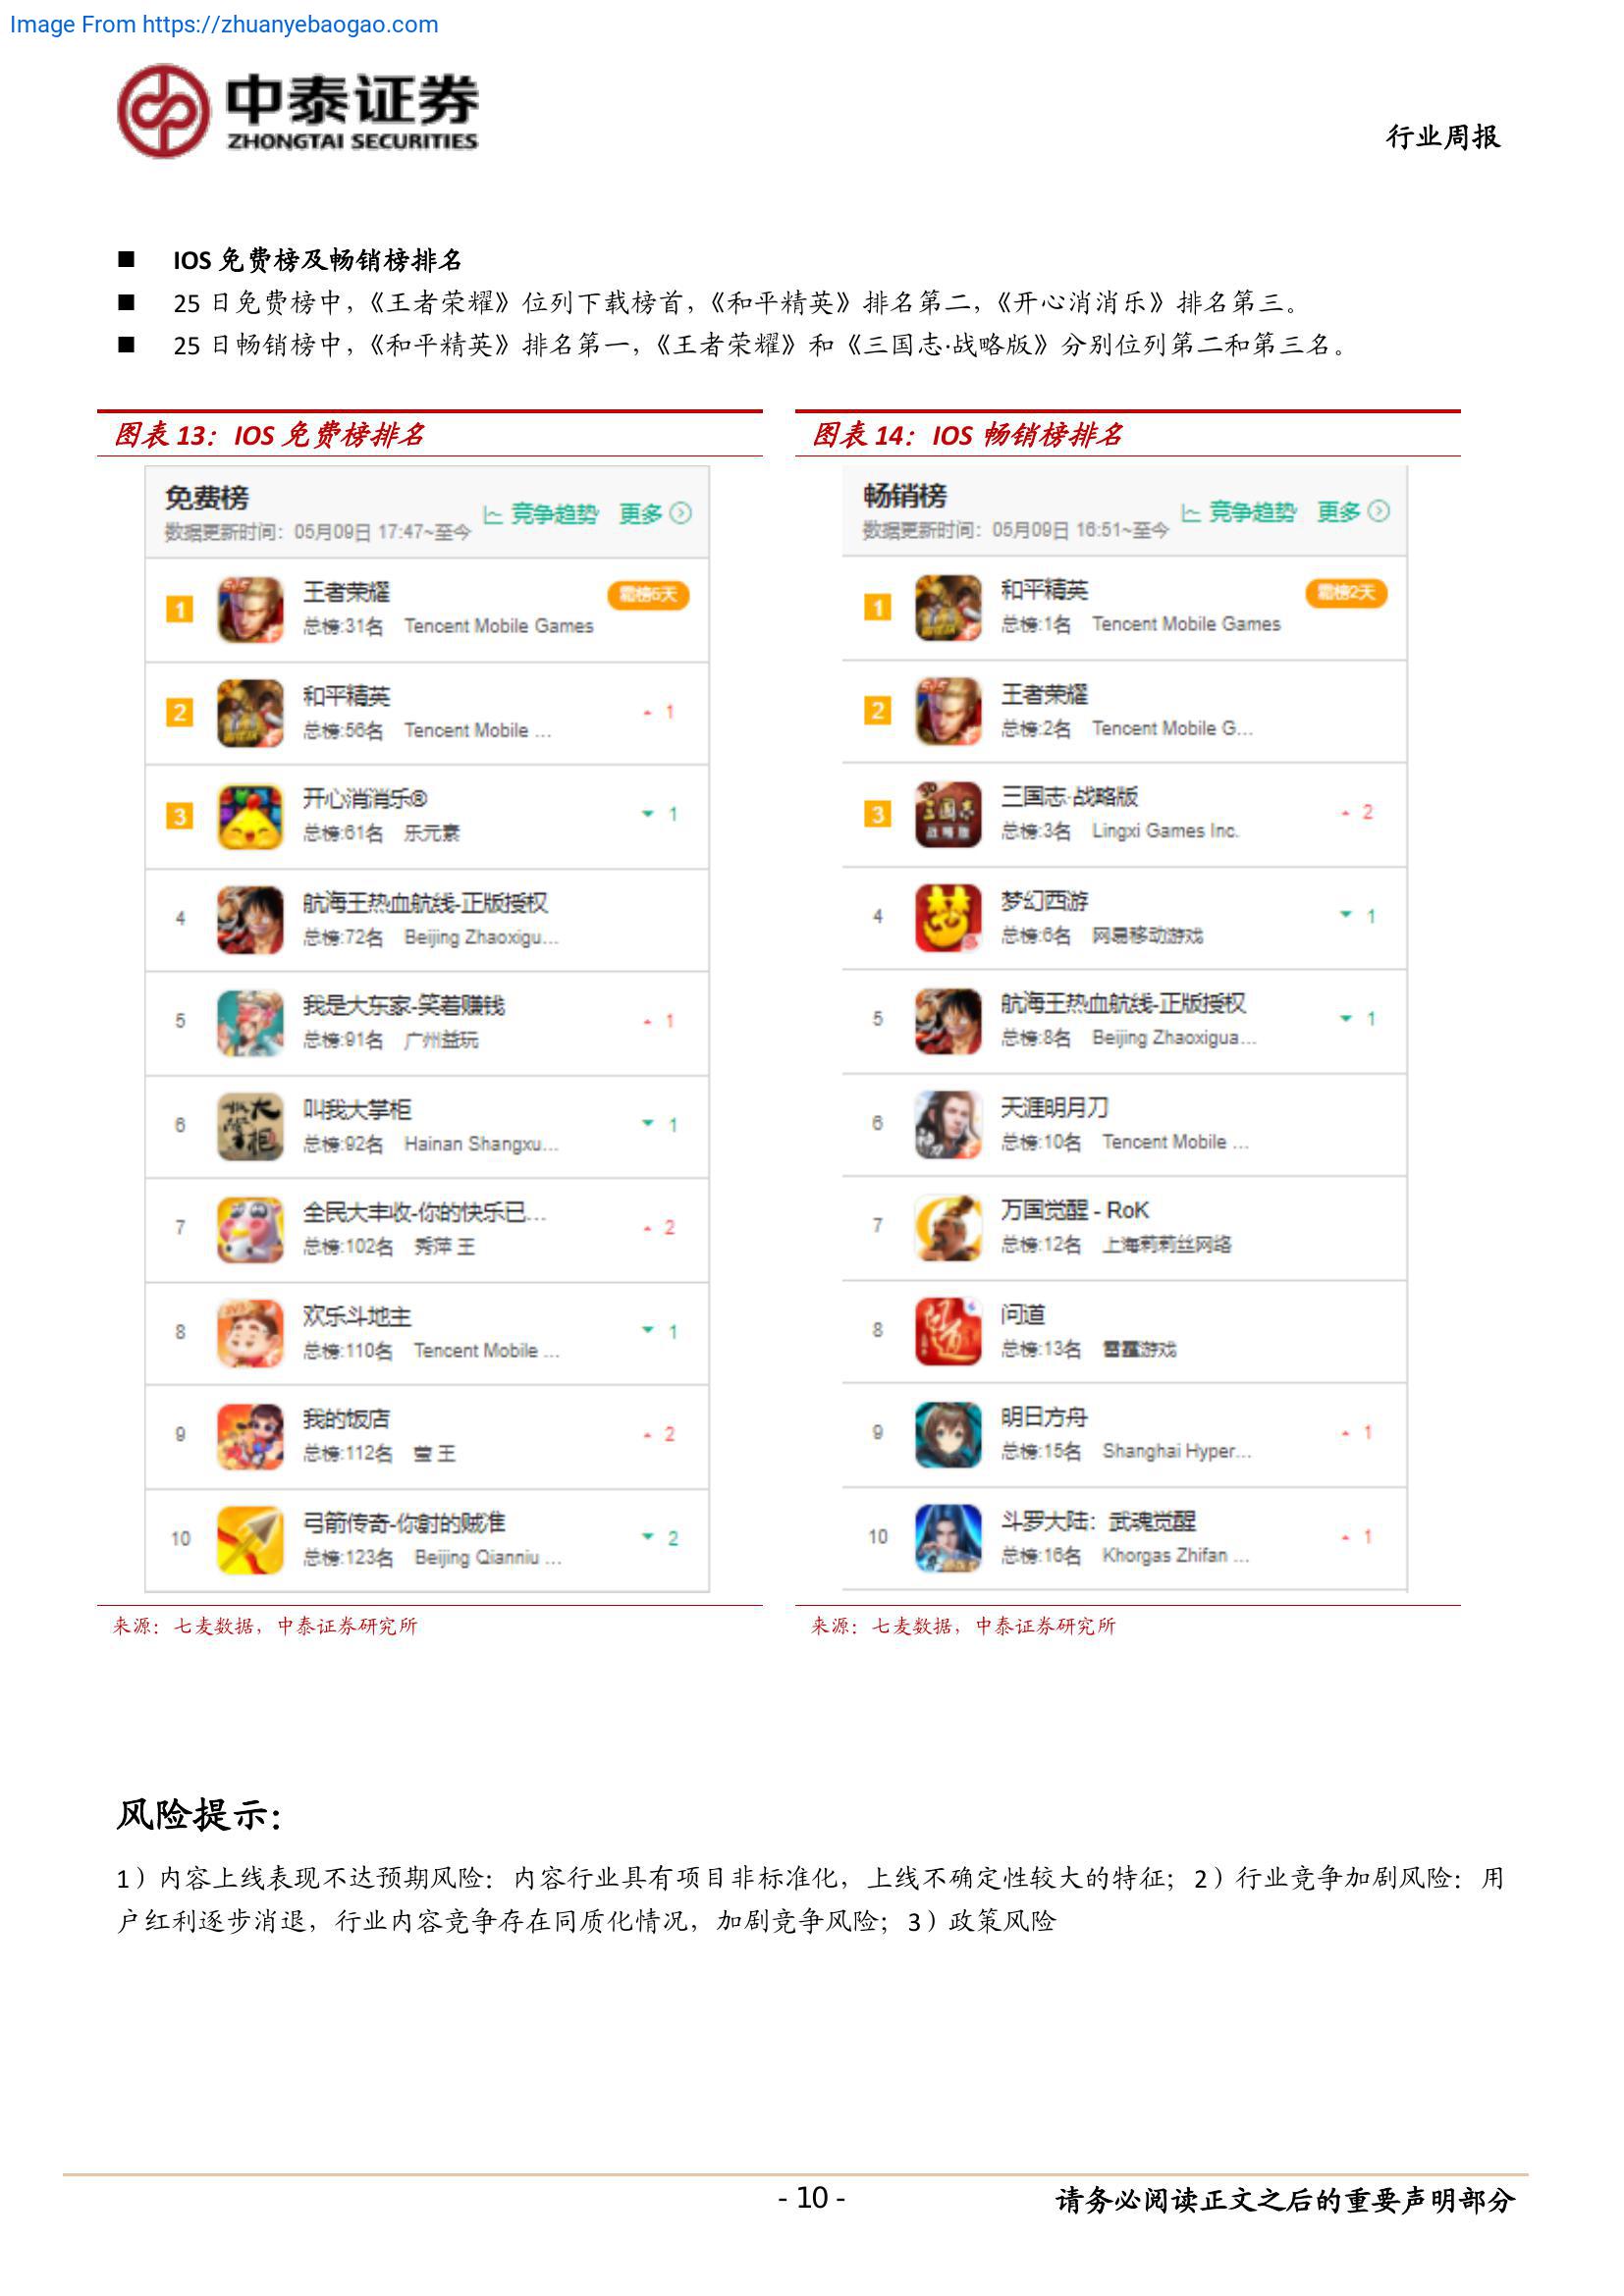 Image From https://zhuanyebaogao.com
中泰证券
ZHONGTAI SECURITIES
行业周报
■ IOS 免费榜及畅销榜排名
■ 25 日免费榜中，《王者荣耀》位列下载榜首，《和平精英》排名第二，《开心消消乐》排名第三。
■ 25 日畅销榜中，《和平精英》排名第一，《王者荣耀》和《三国志·战略版》分别位列第二和第三名。
图表 13：IOS 免费榜排名
免费榜
竞争趋势 更多
数据更新时间：05月09日 17:47~至今
1 王者荣耀 霸榜6天
总榜:31名 Tencent Mobile Games
2 和平精英 1
总榜:56名 Tencent Mobile ...
3 开心消消乐® 1
总榜:61名 乐元素
4 航海王热血航线-正版授权
总榜:72名 Beijing Zhaoxigu...
5 我是大东家-笑着赚钱 1
总榜:91名 广州益玩
6 叫我大掌柜 1
总榜:92名 Hainan Shangxu...
7 全民大丰收-你的快乐已... 2
总榜:102名 秀萍 王
8 欢乐斗地主 1
总榜:110名 Tencent Mobile ...
9 我的饭店 2
总榜:112名 莹 王
10 弓箭传奇-你射的贼准 2
总榜:123名 Beijing Qianniu ...
来源：七麦数据，中泰证券研究所
图表 14：IOS 畅销榜排名
畅销榜
竞争趋势 更多
数据更新时间：05月09日 16:51~至今
1 和平精英 霸榜2天
总榜:1名 Tencent Mobile Games
2 王者荣耀
总榜:2名 Tencent Mobile G...
3 三国志·战略版 2
总榜:3名 Lingxi Games Inc.
4 梦幻西游 1
总榜:6名 网易移动游戏
5 航海王热血航线-正版授权 1
总榜:8名 Beijing Zhaoxigua...
6 天涯明月刀
总榜:10名 Tencent Mobile ...
7 万国觉醒 - RoK
总榜:12名 上海莉莉丝网络
8 问道
总榜:13名 雷霆游戏
9 明日方舟 1
总榜:15名 Shanghai Hyper...
10 斗罗大陆：武魂觉醒 1
总榜:16名 Khorgas Zhifan ...
来源：七麦数据，中泰证券研究所
风险提示：
1）内容上线表现不达预期风险：内容行业具有项目非标准化，上线不确定性较大的特征；2）行业竞争加剧风险：用
户红利逐步消退，行业内容竞争存在同质化情况，加剧竞争风险；3）政策风险
- 10 -
请务必阅读正文之后的重要声明部分